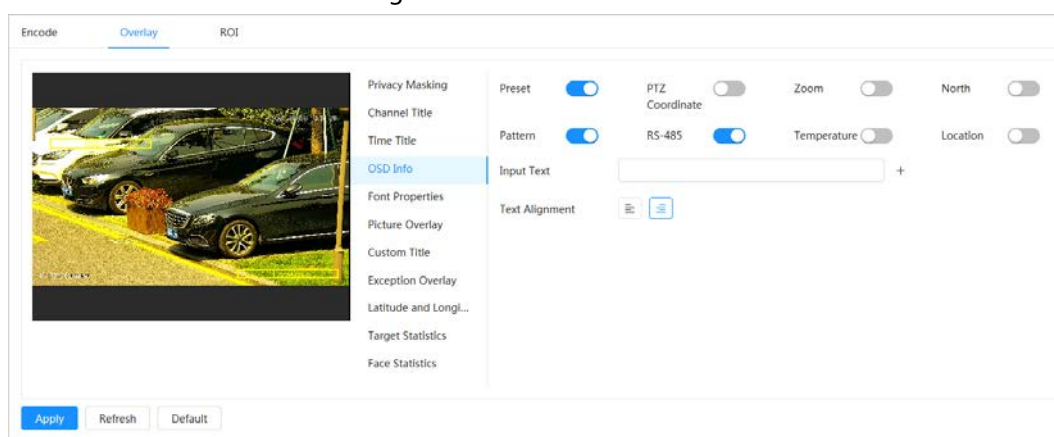 Encode Overlay ROI
Privacy Masking
Channel Title
Time Title
OSD Info
Font Properties
Picture Overlay
Custom Title
Exception Overlay
Latitude and Longi...
Target Statistics
Face Statistics
Preset PTZ Coordinate Zoom North
Pattern RS-485 Temperature Location
Input Text +
Text Alignment
Apply Refresh Default